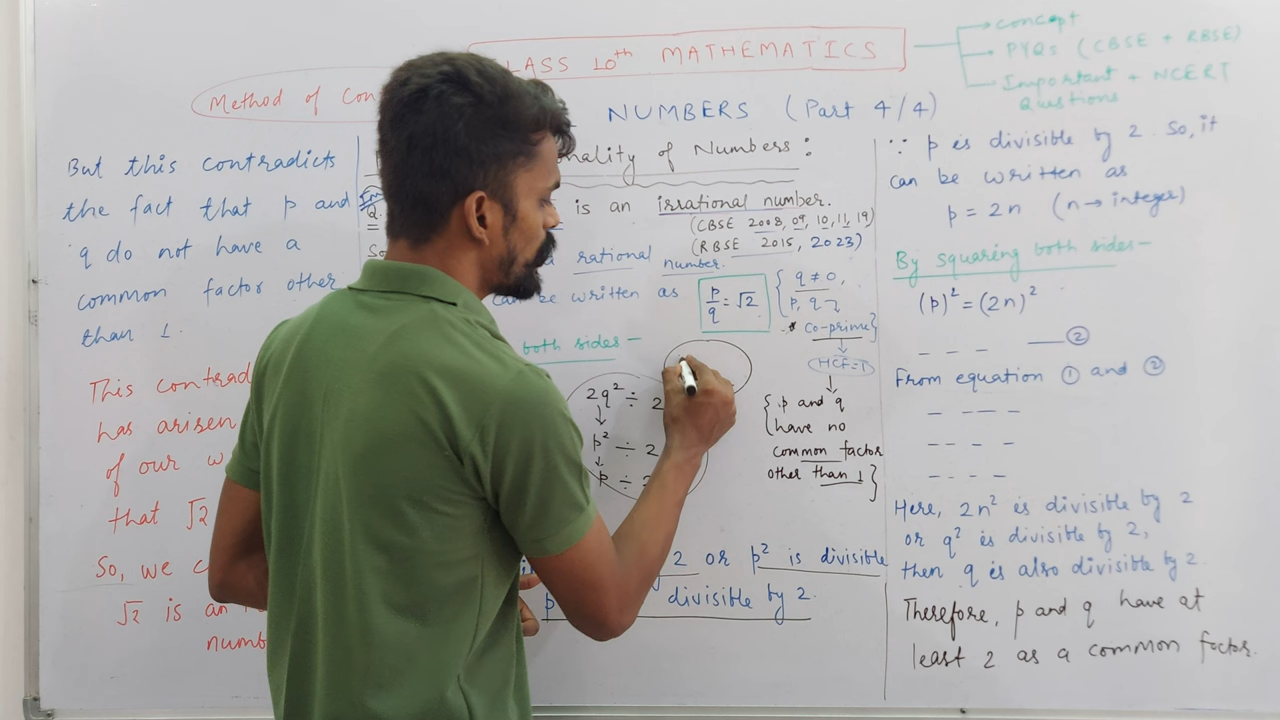 LASS 10th MATHEMATICS
concept
PYQs (CBSE + RBSE)
Important + NCERT
Questions
Method of Con
NUMBERS (Part 4/4)
But this contradicts
the fact that p and
q do not have a
common factor other
than 1.
This contrad
has arisen
of our w
that √2
So, we c
√2 is an
numb
nality of Numbers:
Q.
is an irrational number.
(CBSE 2008, 09, 10, 11, 19)
(RBSE 2015, 2023)
So
rational number.
can be written as p/q = √2 { q ≠ 0,
p, q
Co-prime}
HCF=1
{ p and q
have no
common factor
other than 1 }
both sides –
2q² ÷ 2
p² ÷ 2
p ÷ 2
2 or p² is divisible
p
divisible by 2.
∵ p is divisible by 2. So, it
can be written as
p = 2n (n → integer)
By squaring both sides –
(p)² = (2n)²
_ _ _ — ②
From equation ① and ②
Here, 2n² is divisible by 2
or q² is divisible by 2,
then q is also divisible by 2.
Therefore, p and q have at
least 2 as a common factor.